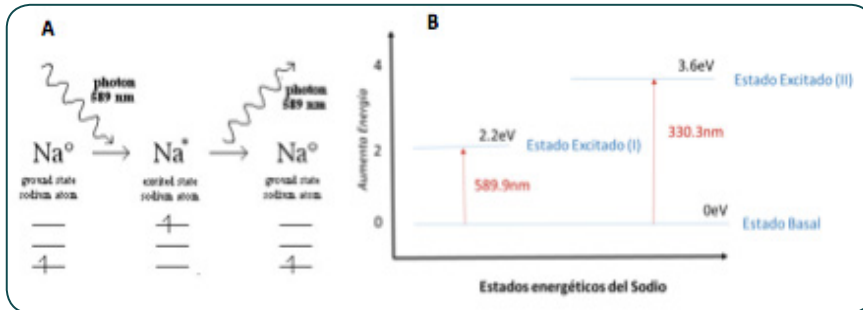 A
photon
589 nm
photon
589 nm
Na° → Na* → Na°
ground state
sodium atom
excited state
sodium atom
ground state
sodium atom
B
Aumenta Energía
4
2
0
3.6eV
Estado Excitado (II)
330.3nm
2.2eV
Estado Excitado (I)
589.9nm
0eV
Estado Basal
Estados energéticos del Sodio